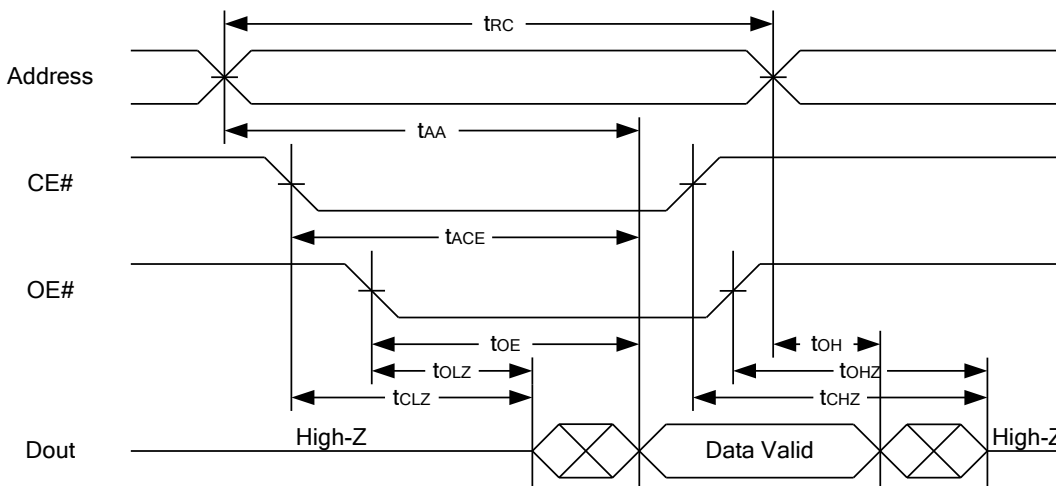 tRC
Address
tAA
CE#
tACE
OE#
tOE
tOH
tOLZ
tOHZ
tCLZ
tCHZ
High-Z
High-Z
Dout
Data Valid